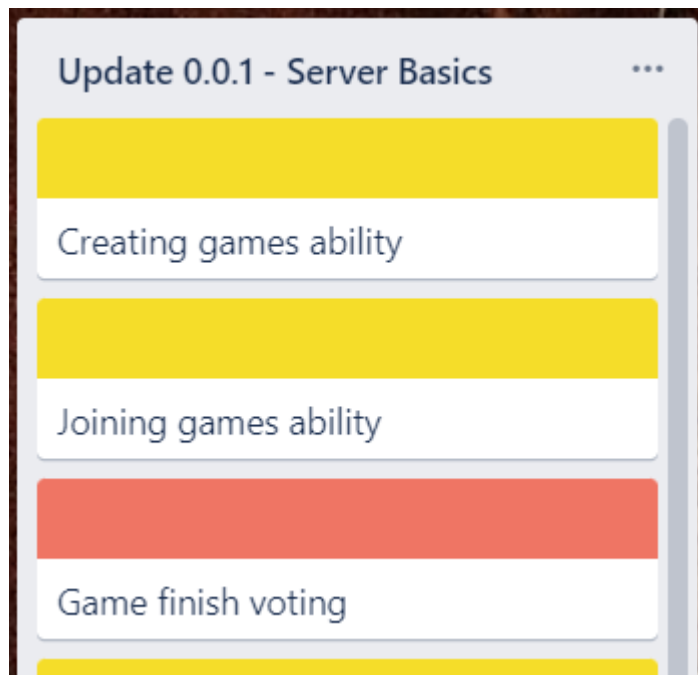 Update 0.0.1 - Server Basics
Creating games ability
Joining games ability
Game finish voting